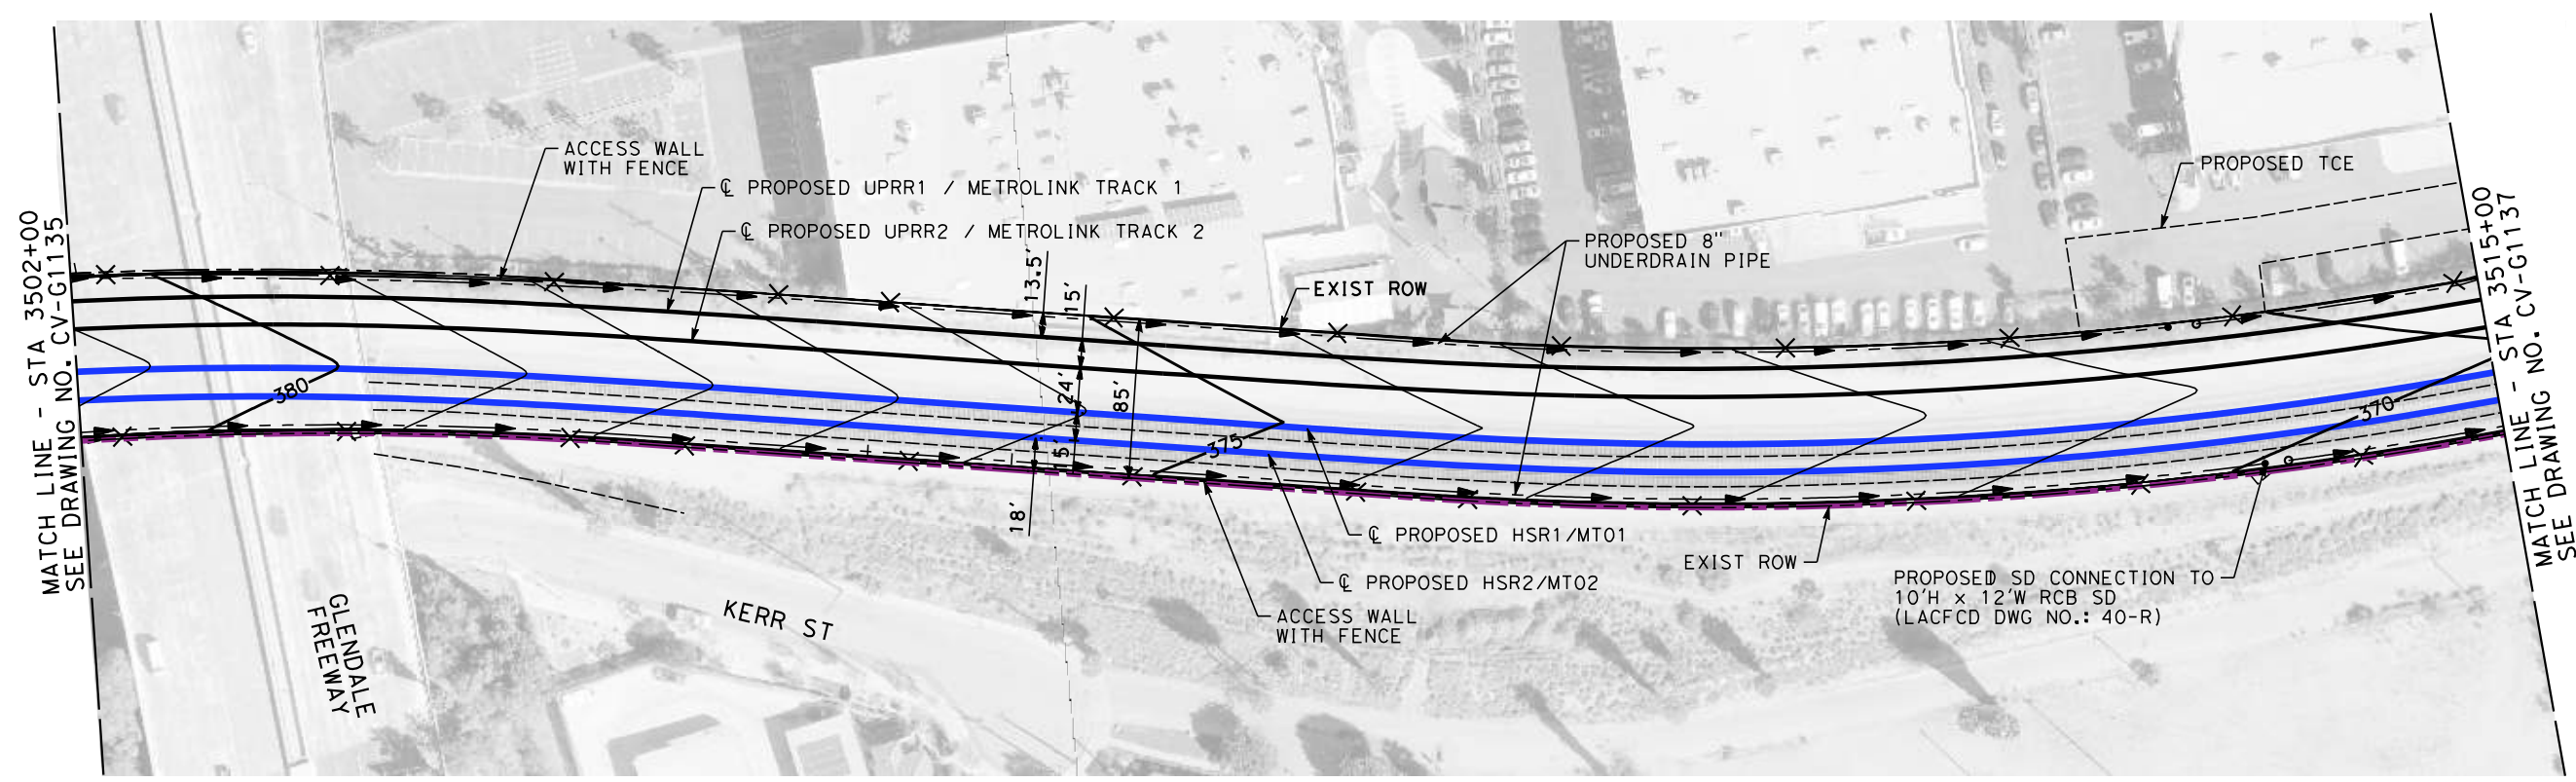 MATCH LINE - STA 3502+00
SEE DRAWING NO. CV-G1135
ACCESS WALL
WITH FENCE
℄ PROPOSED UPRR1 / METROLINK TRACK 1
℄ PROPOSED UPRR2 / METROLINK TRACK 2
13.5'
15'
EXIST ROW
PROPOSED 8"
UNDERDRAIN PIPE
PROPOSED TCE
MATCH LINE - STA 3515+00
SEE DRAWING NO. CV-G1137
380
24'
85'
15'
18'
375
370
℄ PROPOSED HSR1/MT01
℄ PROPOSED HSR2/MT02
ACCESS WALL
WITH FENCE
EXIST ROW
PROPOSED SD CONNECTION TO
10'H x 12'W RCB SD
(LACFCD DWG NO.: 40-R)
GLENDALE
FREEWAY
KERR ST